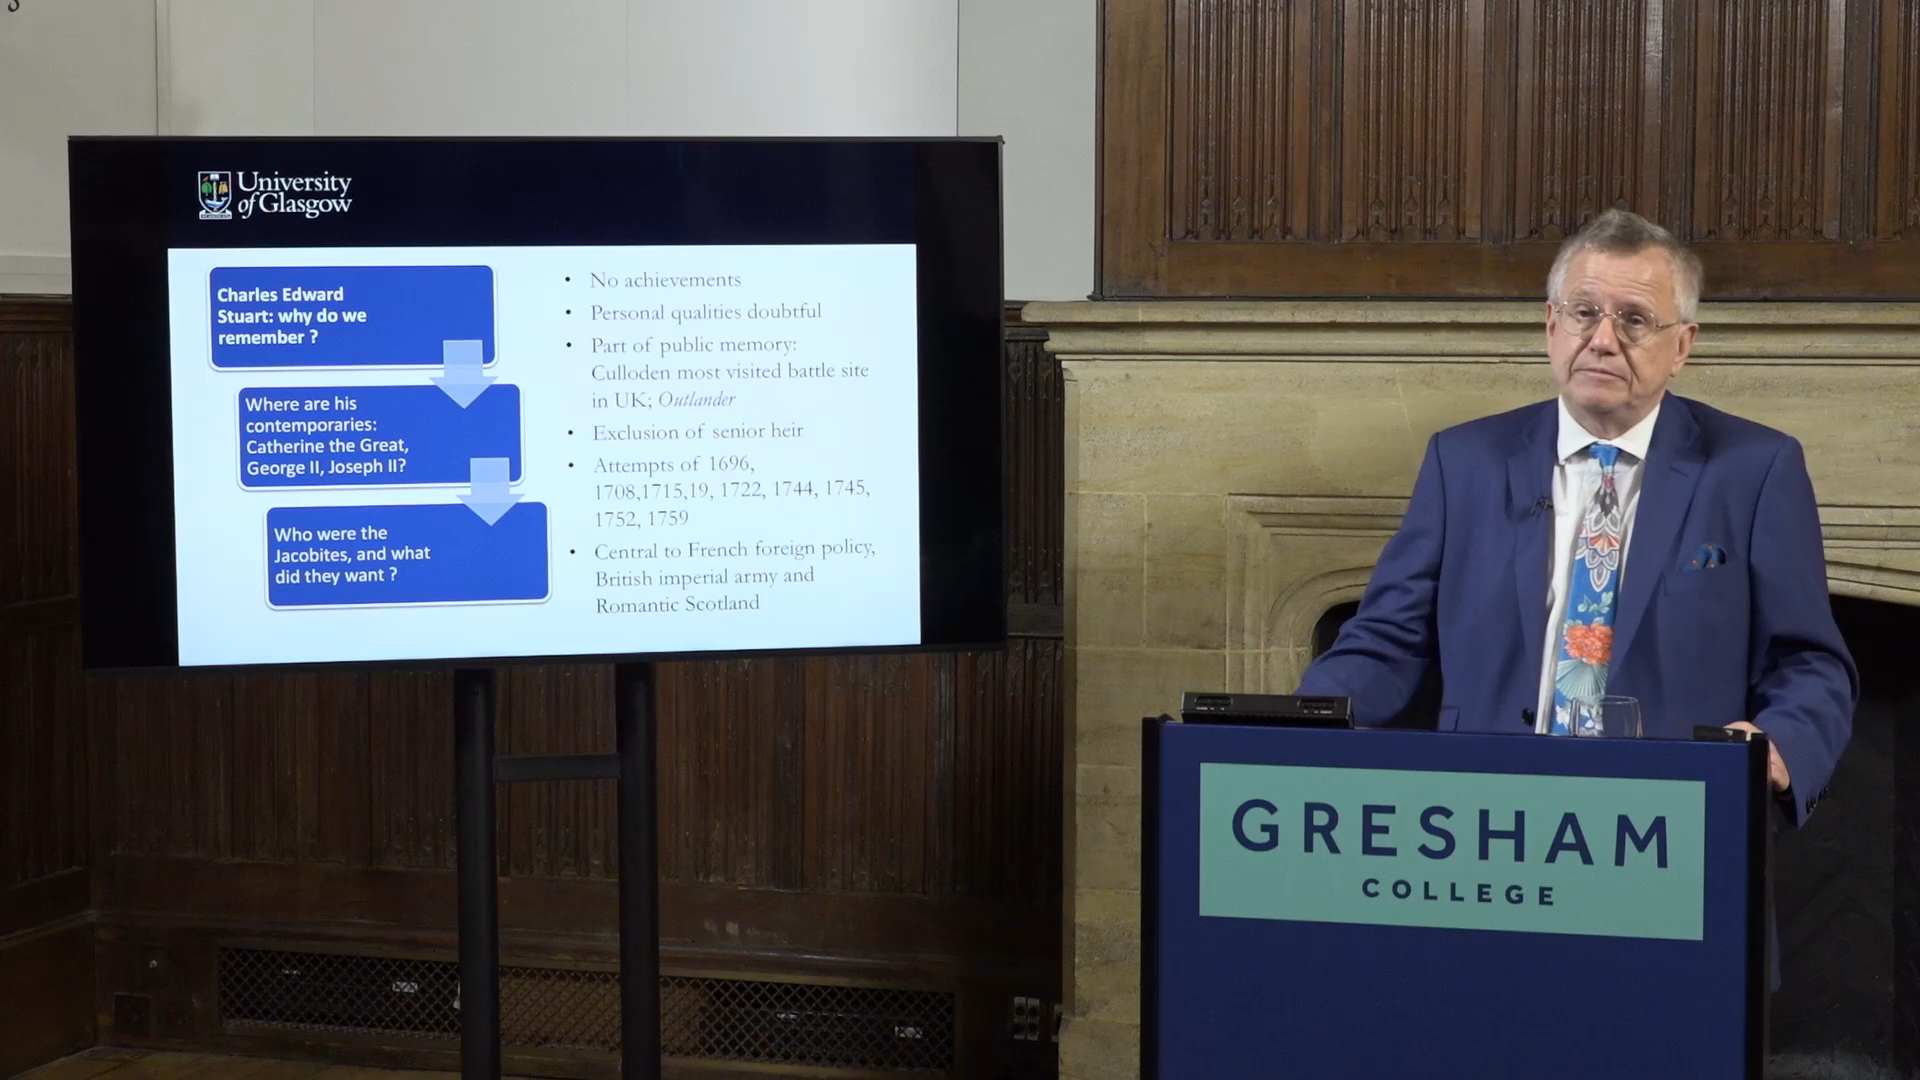 University
of Glasgow
Charles Edward
Stuart: why do we
remember ?
Where are his
contemporaries:
Catherine the Great,
George II, Joseph II?
Who were the
Jacobites, and what
did they want ?
• No achievements
• Personal qualities doubtful
• Part of public memory:
Culloden most visited battle site
in UK; Outlander
• Exclusion of senior heir
• Attempts of 1696,
1708,1715,19, 1722, 1744, 1745,
1752, 1759
• Central to French foreign policy,
British imperial army and
Romantic Scotland
GRESHAM
COLLEGE